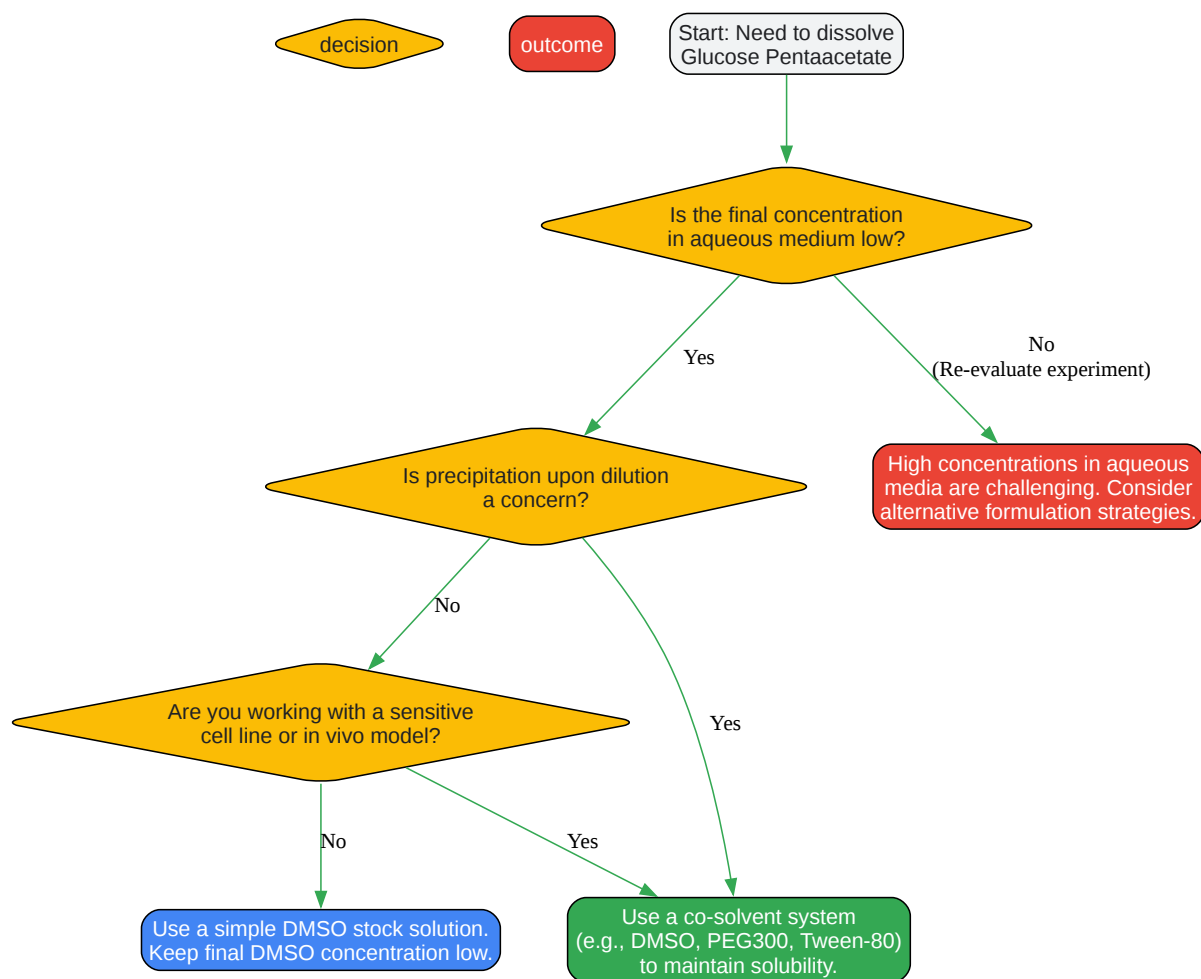 decision
outcome
Start: Need to dissolve
Glucose Pentaacetate
Is the final concentration
in aqueous medium low?
Yes
No
(Re-evaluate experiment)
Is precipitation upon dilution
a concern?
High concentrations in aqueous
media are challenging. Consider
alternative formulation strategies.
No
Are you working with a sensitive
cell line or in vivo model?
Yes
No
Yes
Use a simple DMSO stock solution.
Keep final DMSO concentration low.
Use a co-solvent system
(e.g., DMSO, PEG300, Tween-80)
to maintain solubility.